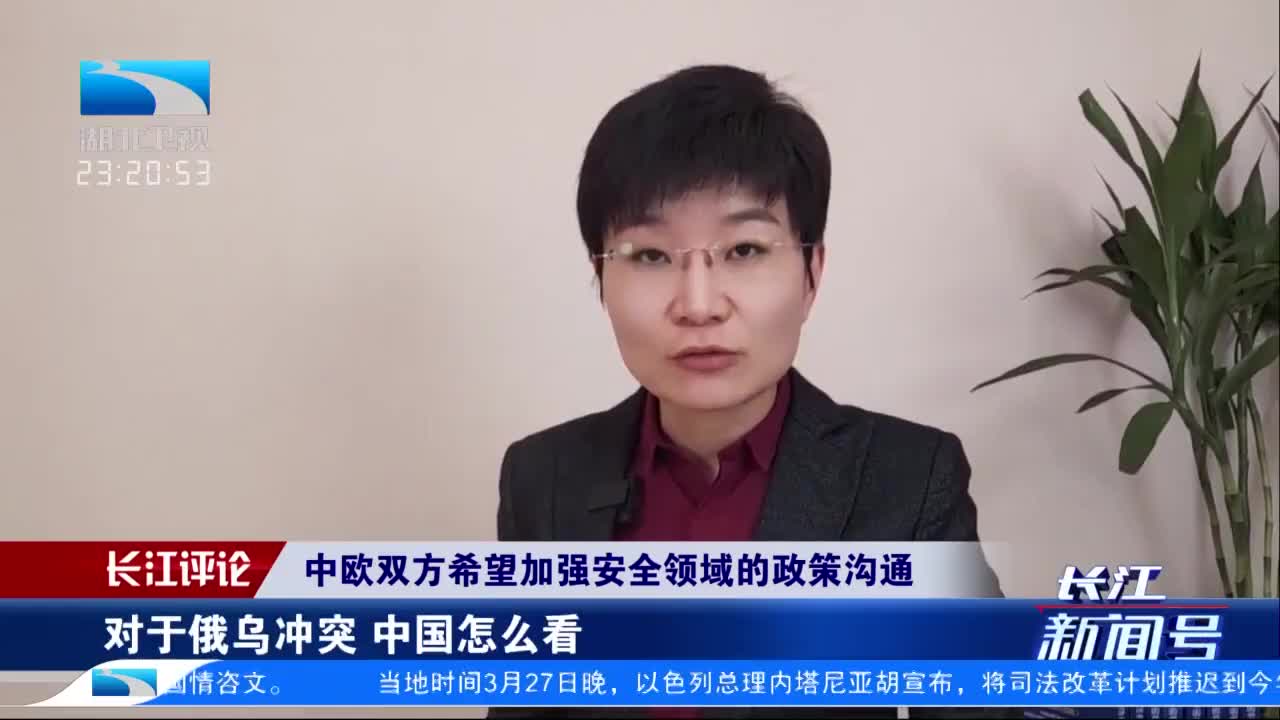 湖北卫视
23:20:53
长江评论
中欧双方希望加强安全领域的政策沟通
对于俄乌冲突 中国怎么看
长江
新闻号
国情咨文。 当地时间3月27日晚，以色列总理内塔尼亚胡宣布，将司法改革计划推迟到今